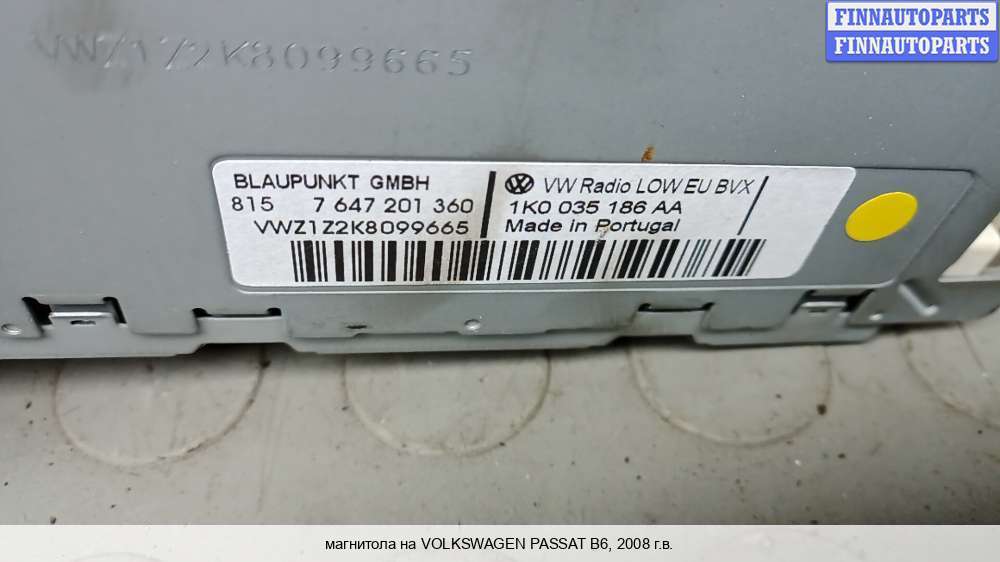 FINNAUTOPARTS
FINNAUTOPARTS
VWZ1Z2K8099665
BLAUPUNKT GMBH
815 7 647 201 360
VWZ1Z2K8099665
VW Radio LOW EU BVX
1K0 035 186 AA
Made in Portugal
магнитола на VOLKSWAGEN PASSAT B6, 2008 г.в.